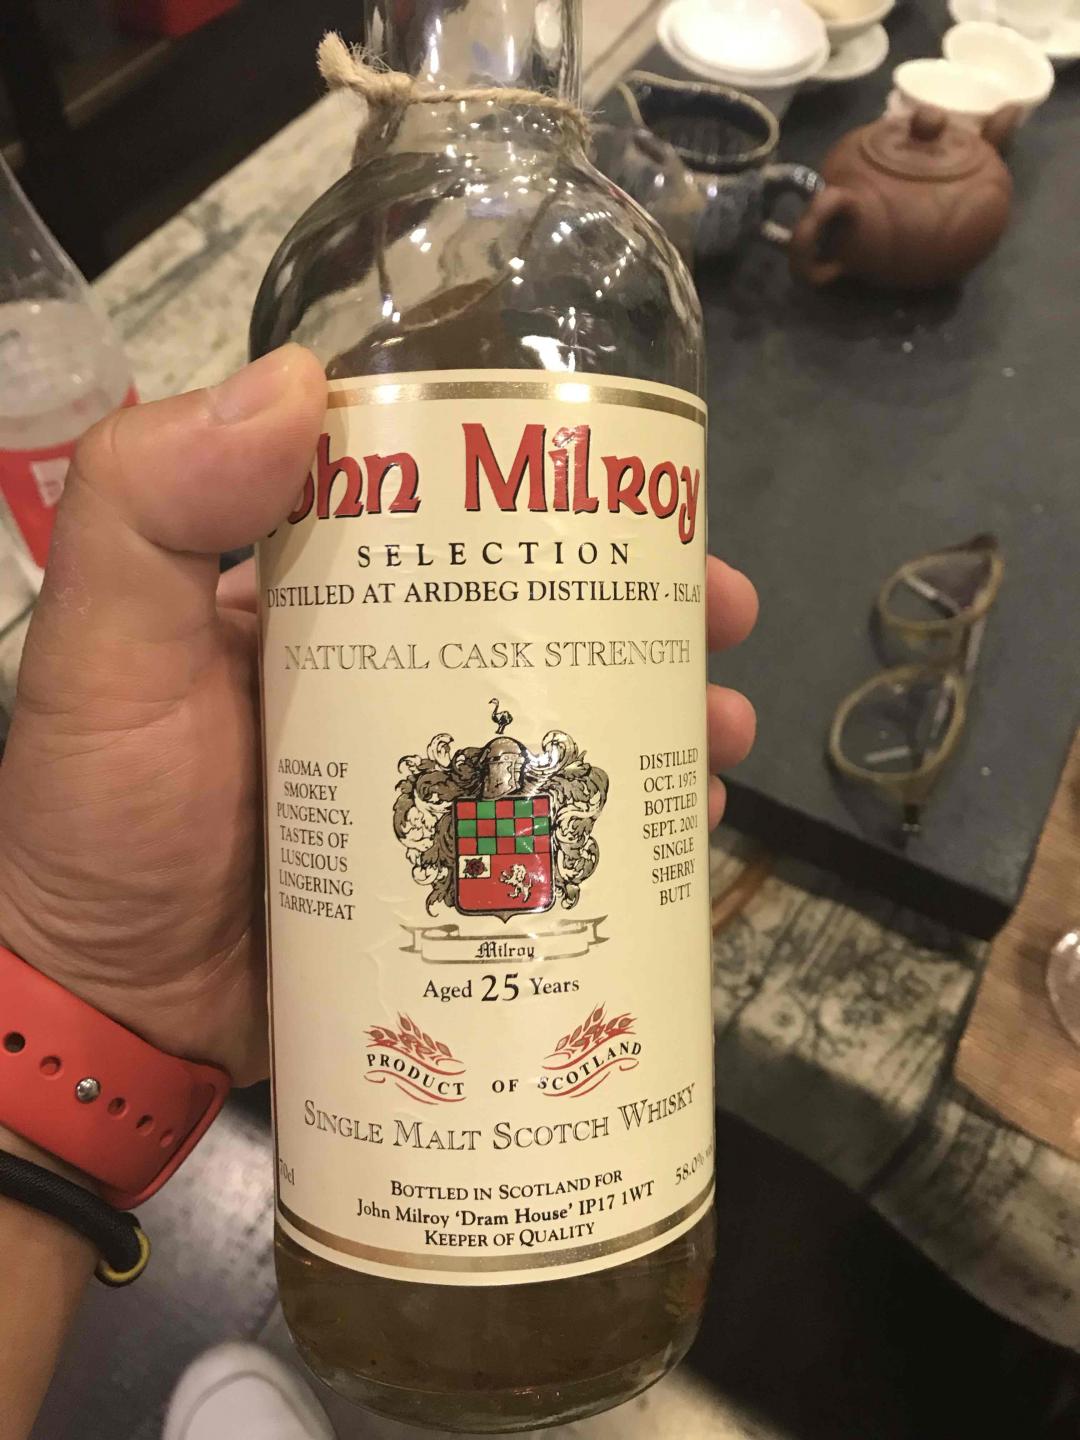 John Milroy
SELECTION
DISTILLED AT ARDBEG DISTILLERY - ISLAY
NATURAL CASK STRENGTH
AROMA OF
SMOKEY
PUNGENCY.
TASTES OF
LUSCIOUS
LINGERING
TARRY-PEAT
DISTILLED
OCT. 1975
BOTTLED
SEPT. 2001
SINGLE
SHERRY
BUTT
Milroy
Aged 25 Years
PRODUCT OF SCOTLAND
SINGLE MALT SCOTCH WHISKY
70cl
58.0%
BOTTLED IN SCOTLAND FOR
John Milroy 'Dram House' IP17 1WT
KEEPER OF QUALITY